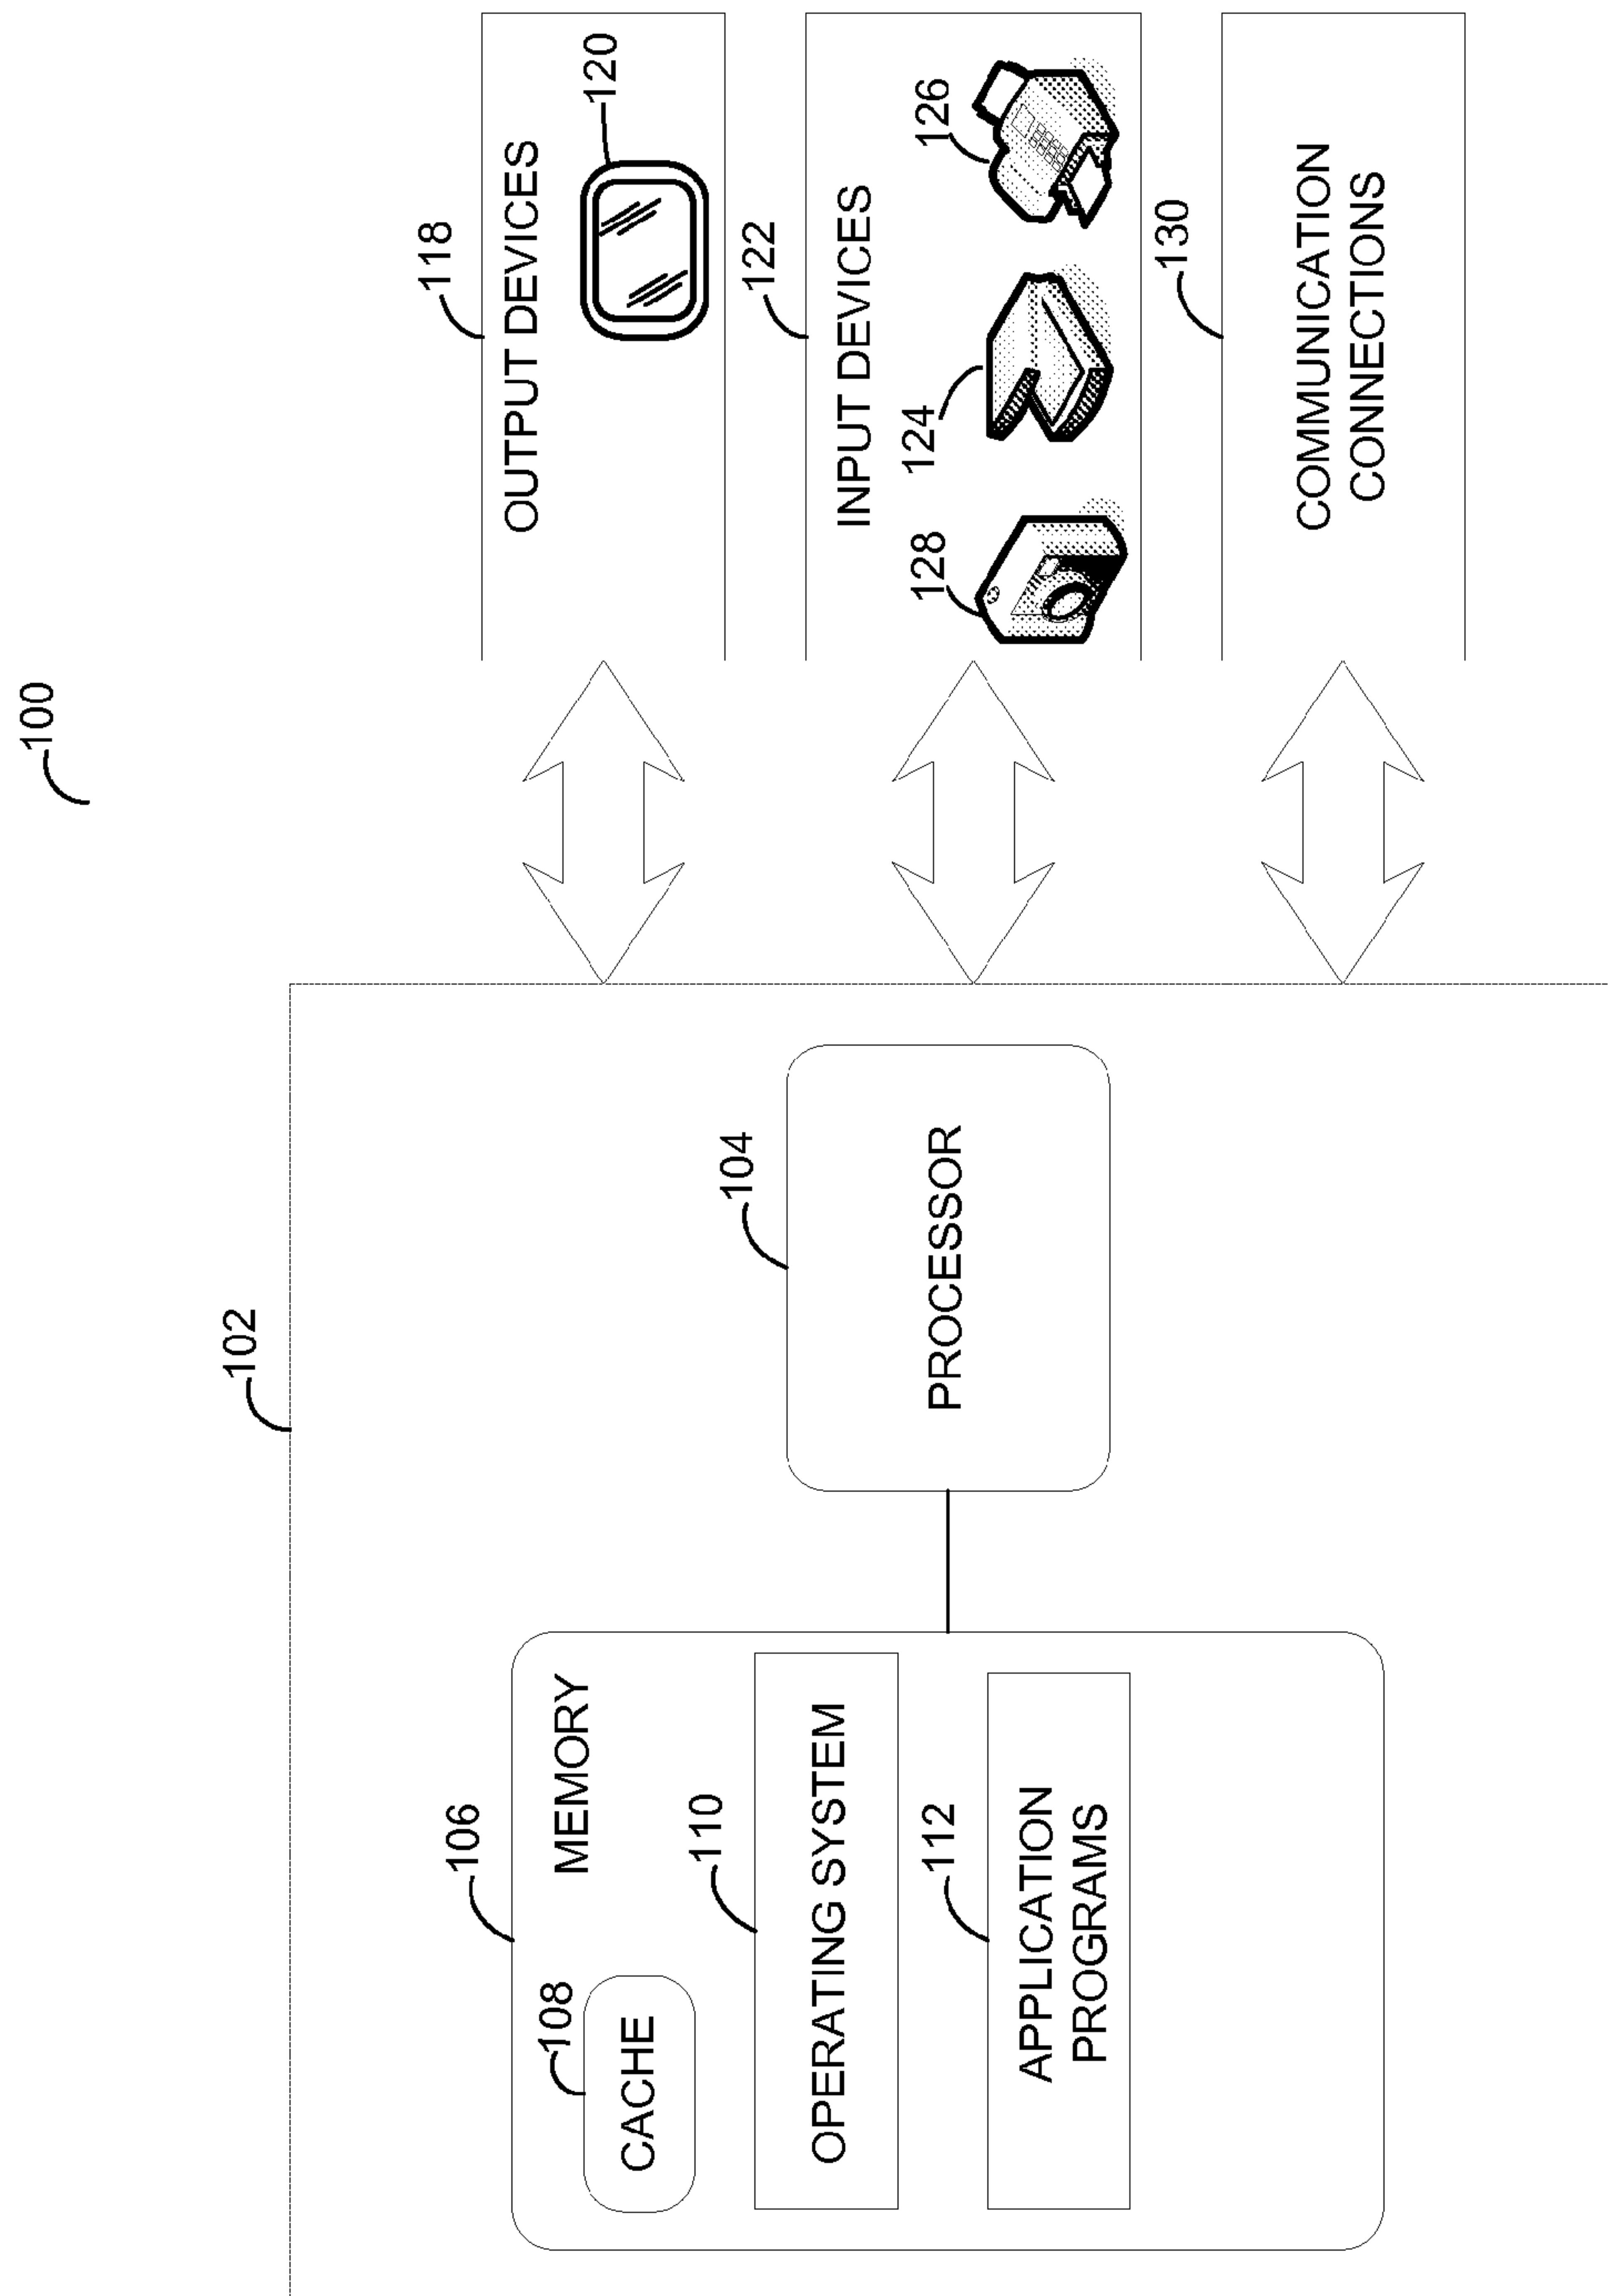 100
102
106
MEMORY
108
CACHE
110
OPERATING SYSTEM
112
APPLICATION
PROGRAMS
104
PROCESSOR
118
OUTPUT DEVICES
120
122
INPUT DEVICES
128
124
126
130
COMMUNICATION
CONNECTIONS